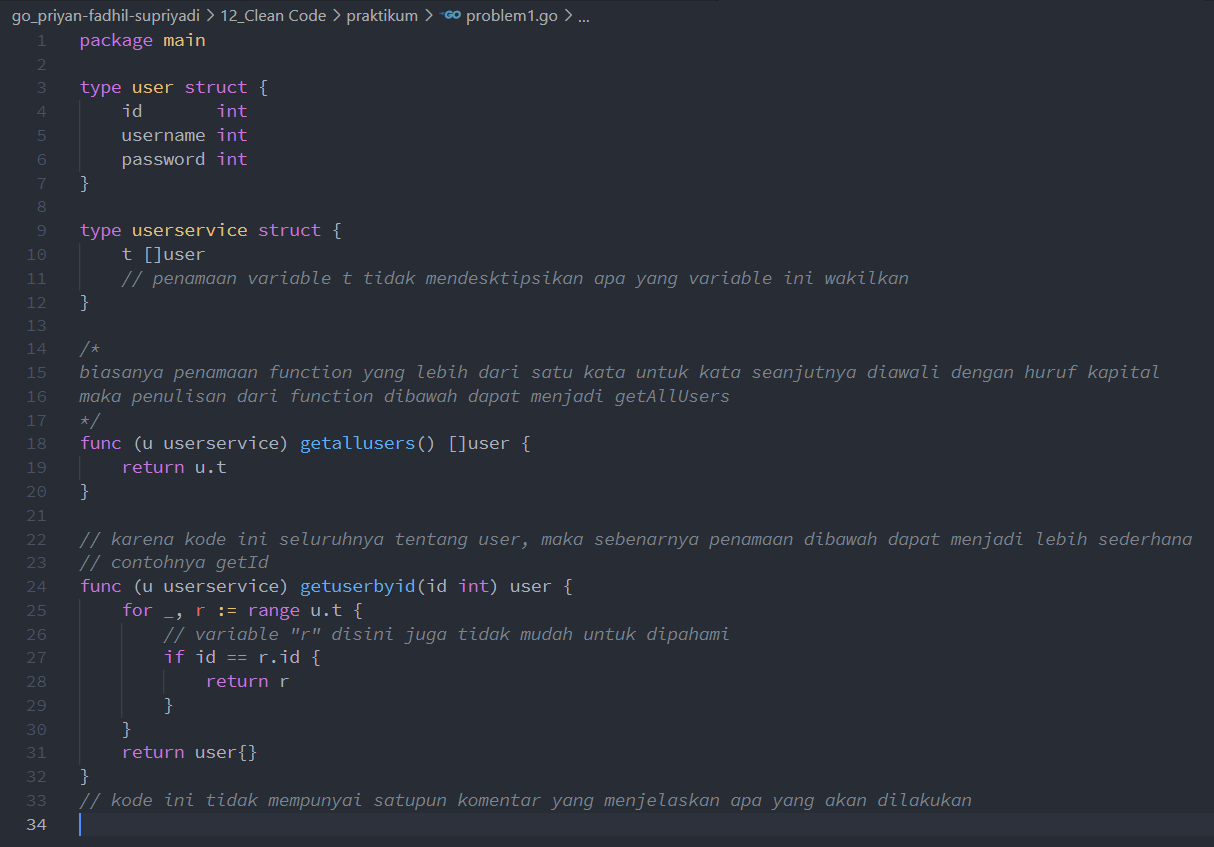 go_priyan-fadhil-supriyadi > 12_Clean Code > praktikum > GO problem1.go > ...
1 package main
2
3 type user struct {
4     id       int
5     username int
6     password int
7 }
8
9 type userservice struct {
10     t []user
11     // penamaan variable t tidak mendesktipsikan apa yang variable ini wakilkan
12 }
13
14 /*
15 biasanya penamaan function yang lebih dari satu kata untuk kata seanjutnya diawali dengan huruf kapital
16 maka penulisan dari function dibawah dapat menjadi getAllUsers
17 */
18 func (u userservice) getallusers() []user {
19     return u.t
20 }
21
22 // karena kode ini seluruhnya tentang user, maka sebenarnya penamaan dibawah dapat menjadi lebih sederhana
23 // contohnya getId
24 func (u userservice) getuserbyid(id int) user {
25     for _, r := range u.t {
26         // variable "r" disini juga tidak mudah untuk dipahami
27         if id == r.id {
28             return r
29         }
30     }
31     return user{}
32 }
33 // kode ini tidak mempunyai satupun komentar yang menjelaskan apa yang akan dilakukan
34